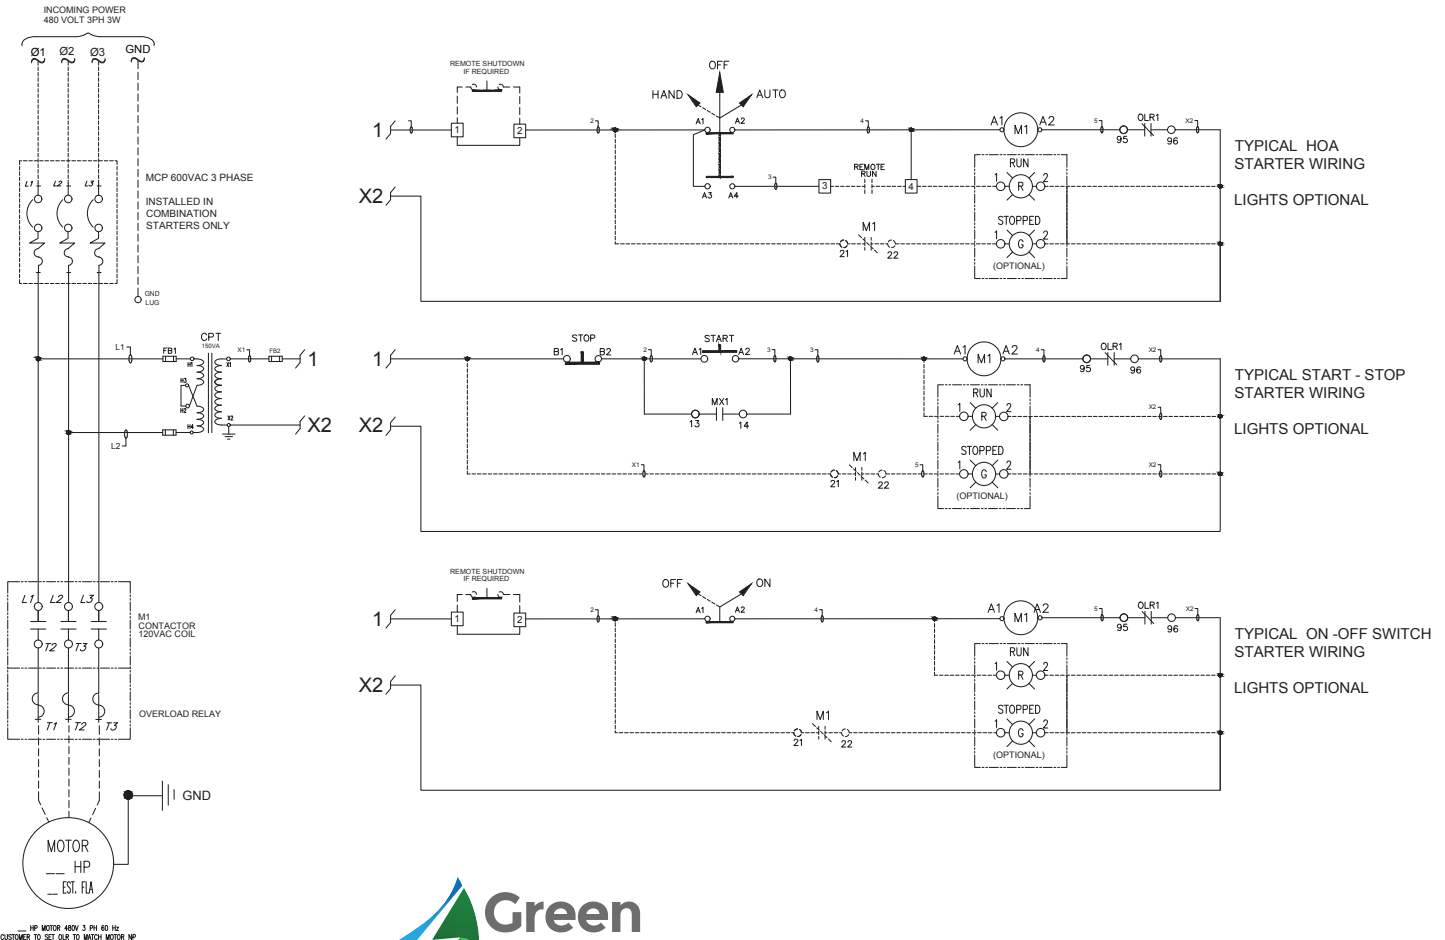 INCOMING POWER
480 VOLT 3PH 3W
Ø1 Ø2 Ø3 GND
L1 L2 L3
MCP 600VAC 3 PHASE
INSTALLED IN
COMBINATION
STARTERS ONLY
GND
LUG
L1 FB1 CPT
150VA
X1 FB2 1
H1 X1
H3
H2
H4 X2
X2
L2
L1 L2 L3
M1
CONTACTOR
120VAC COIL
T2 T3
OVERLOAD RELAY
T1 T2 T3
GND
MOTOR
__ HP
__ EST. FLA
__ HP MOTOR 480V 3 PH 60 Hz
CUSTOMER TO SET OLR TO MATCH MOTOR NP
REMOTE SHUTDOWN
IF REQUIRED
OFF
HAND AUTO
1 1 2 2 A1 A2 4 A1 M1 A2 5 OLR1 X2
95 96
REMOTE
RUN
3 3 4
A3 A4
RUN
1 R 2
X2
STOPPED
M1 1 G 2
21 22
(OPTIONAL)
TYPICAL HOA
STARTER WIRING
LIGHTS OPTIONAL
STOP START
1 B1 B2 2 A1 A2 3 3 A1 M1 A2 4 OLR1 X2
95 96
MX1
13 14
RUN
1 R 2 X2
X2
STOPPED
X1 M1 5 1 G 2 X2
21 22
(OPTIONAL)
TYPICAL START - STOP
STARTER WIRING
LIGHTS OPTIONAL
REMOTE SHUTDOWN
IF REQUIRED
OFF ON
1 1 2 2 A1 A2 4 A1 M1 A2 5 OLR1 X2
95 96
RUN
1 R 2
X2
STOPPED
M1 1 G 2
21 22
(OPTIONAL)
TYPICAL ON -OFF SWITCH
STARTER WIRING
LIGHTS OPTIONAL
Green